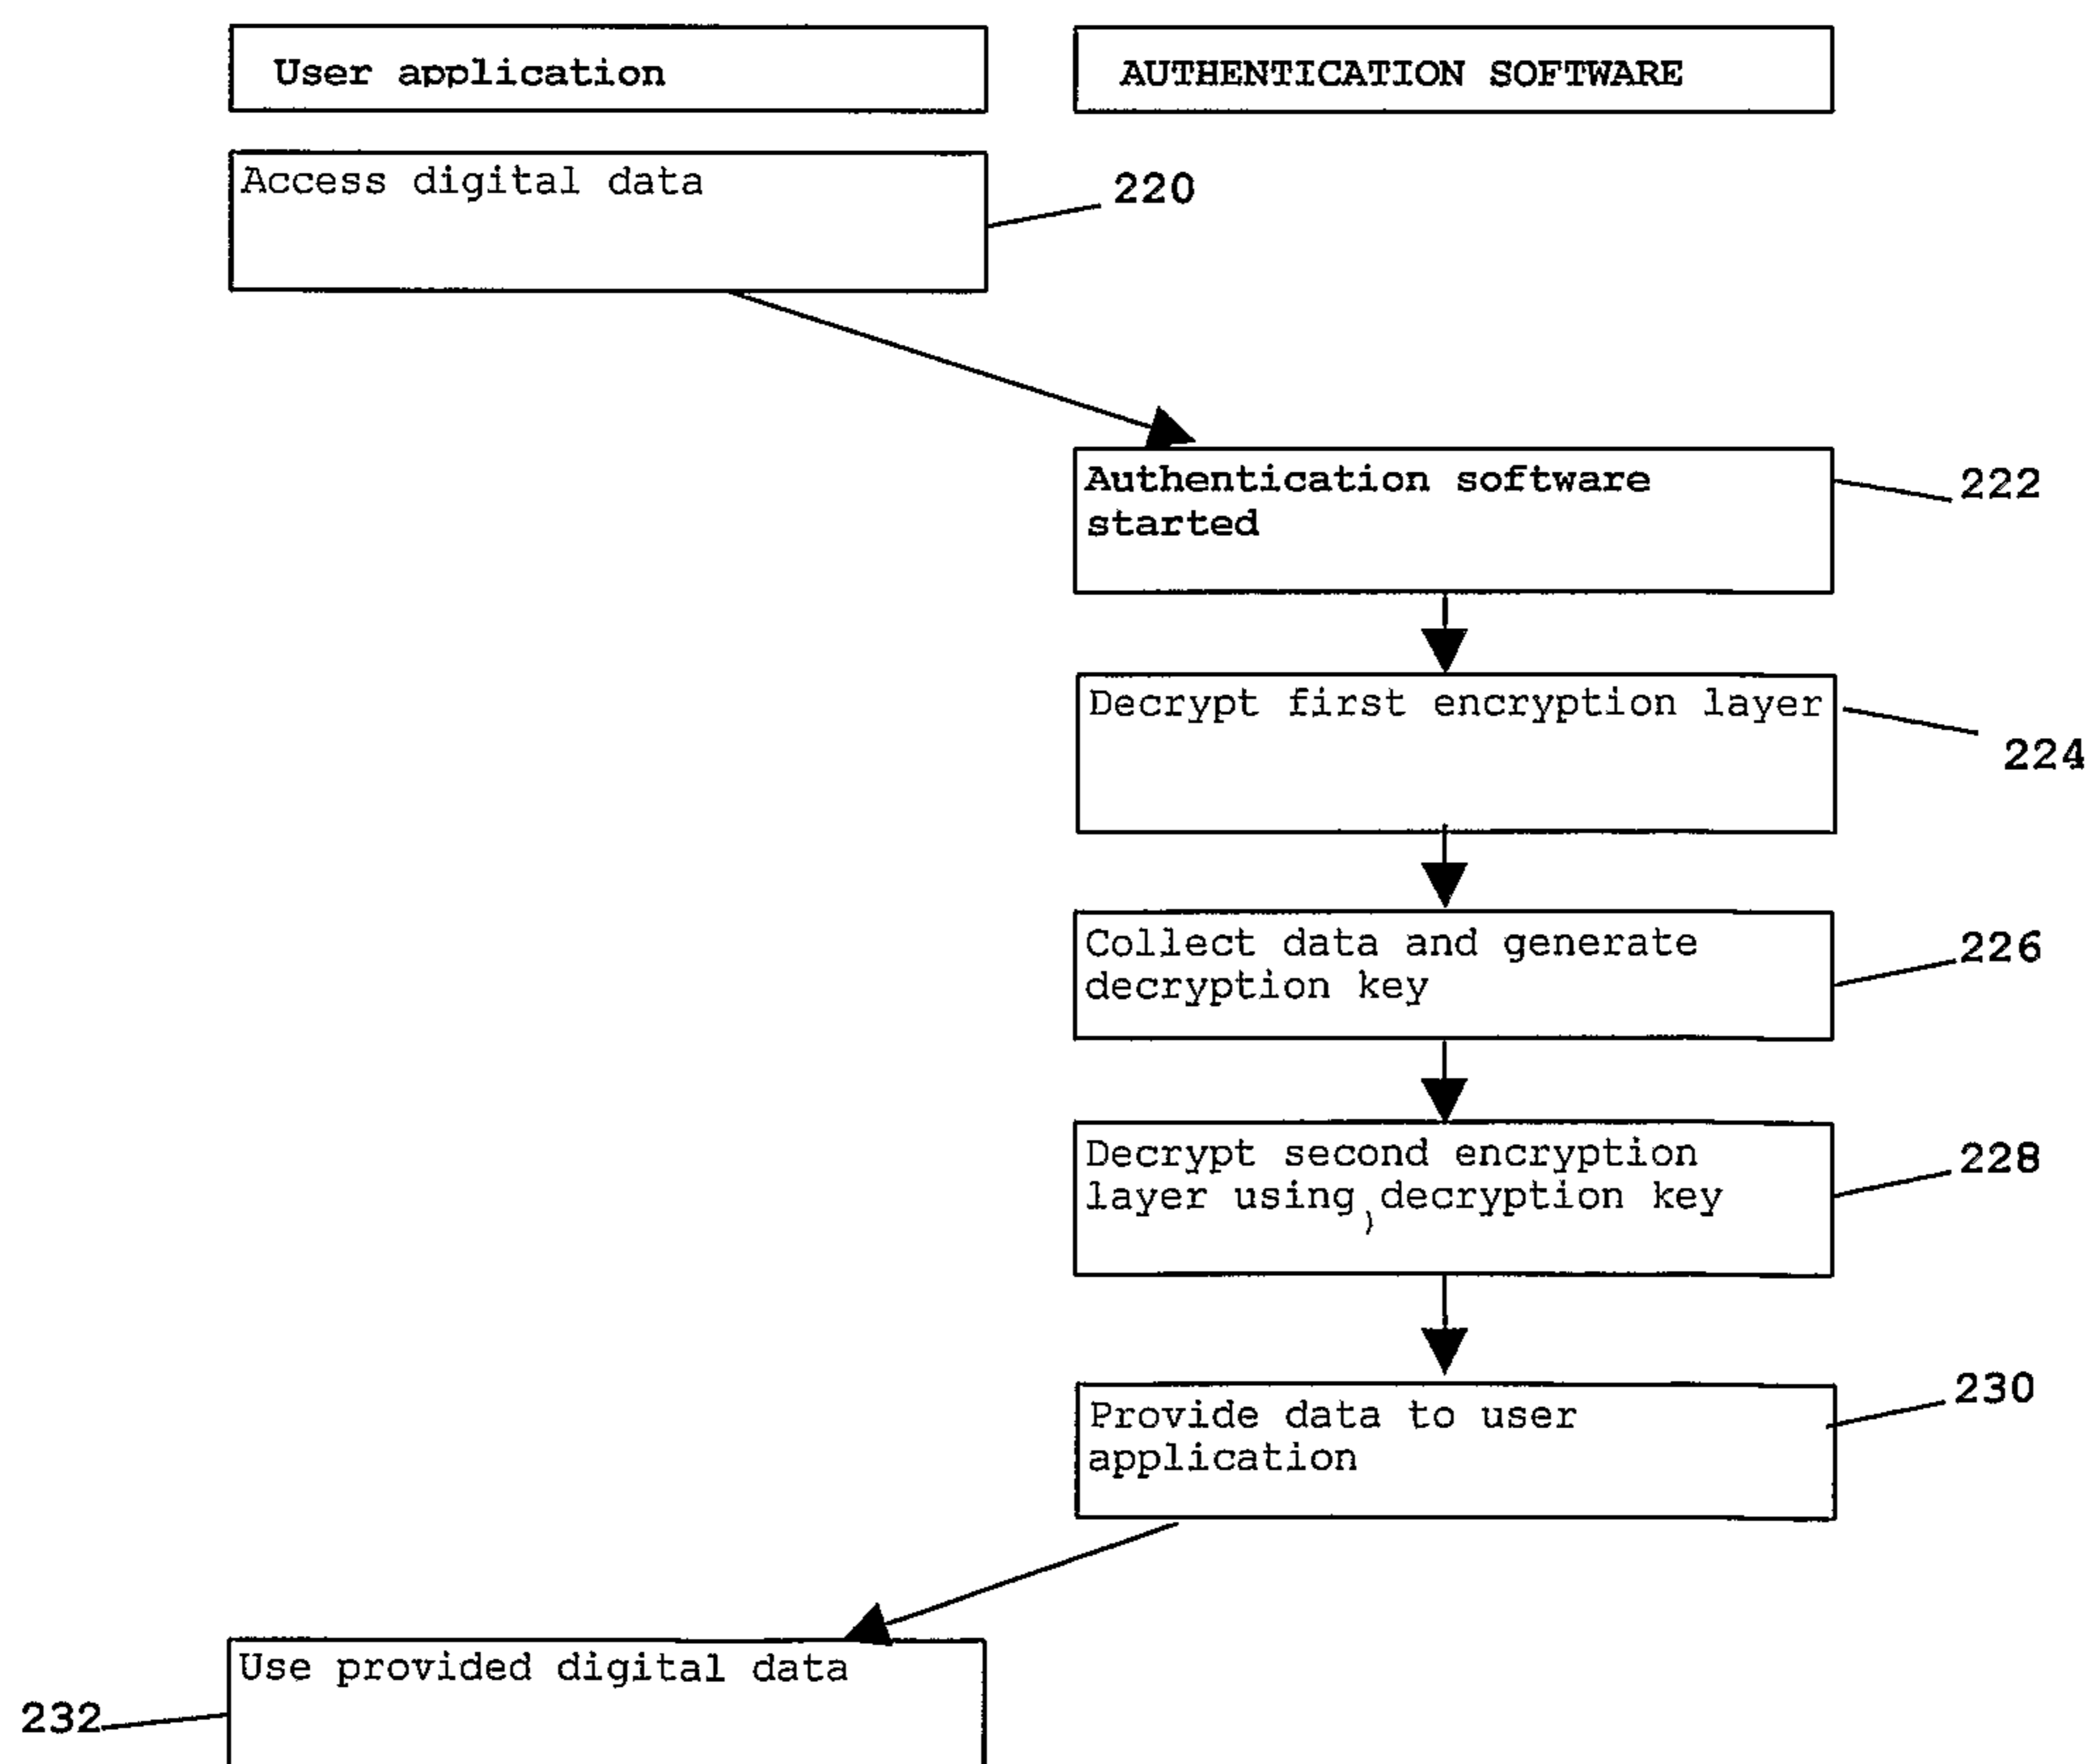 User application
AUTHENTICATION SOFTWARE
Access digital data
220
Authentication software
started
222
Decrypt first encryption layer
224
Collect data and generate
decryption key
226
Decrypt second encryption
layer using decryption key
228
Provide data to user
application
230
Use provided digital data
232